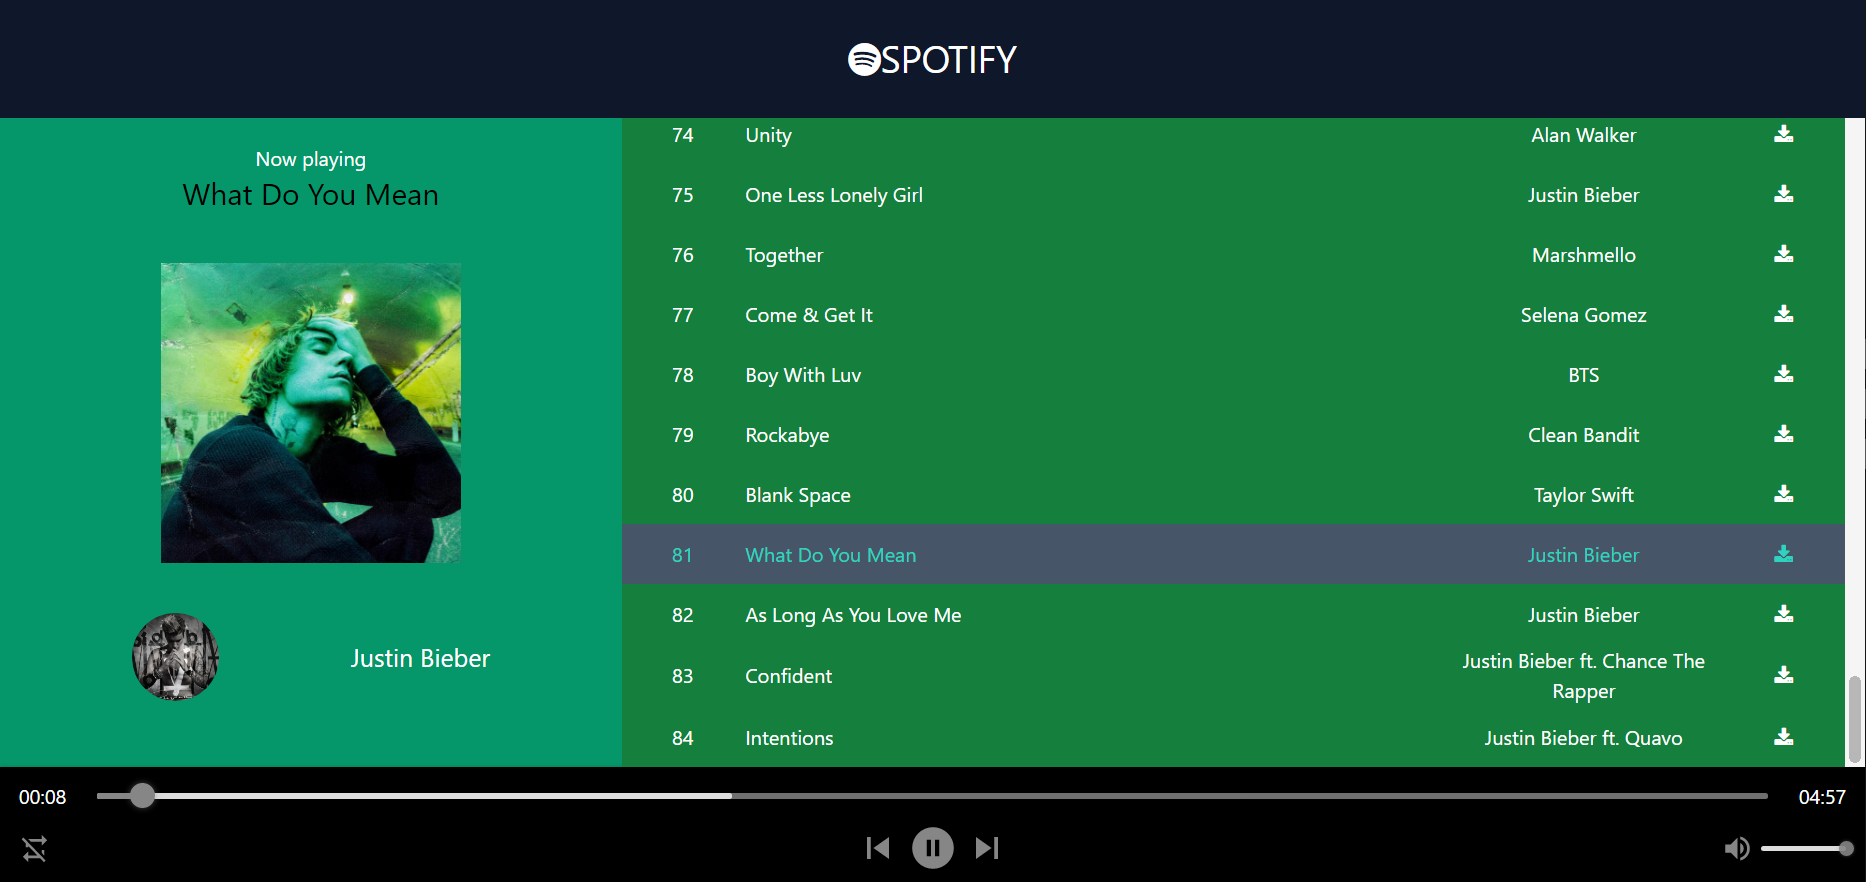 SPOTIFY
Now playing
What Do You Mean
Justin Bieber
74 Unity Alan Walker
75 One Less Lonely Girl Justin Bieber
76 Together Marshmello
77 Come & Get It Selena Gomez
78 Boy With Luv BTS
79 Rockabye Clean Bandit
80 Blank Space Taylor Swift
81 What Do You Mean Justin Bieber
82 As Long As You Love Me Justin Bieber
83 Confident Justin Bieber ft. Chance The
Rapper
84 Intentions Justin Bieber ft. Quavo
00:08 04:57